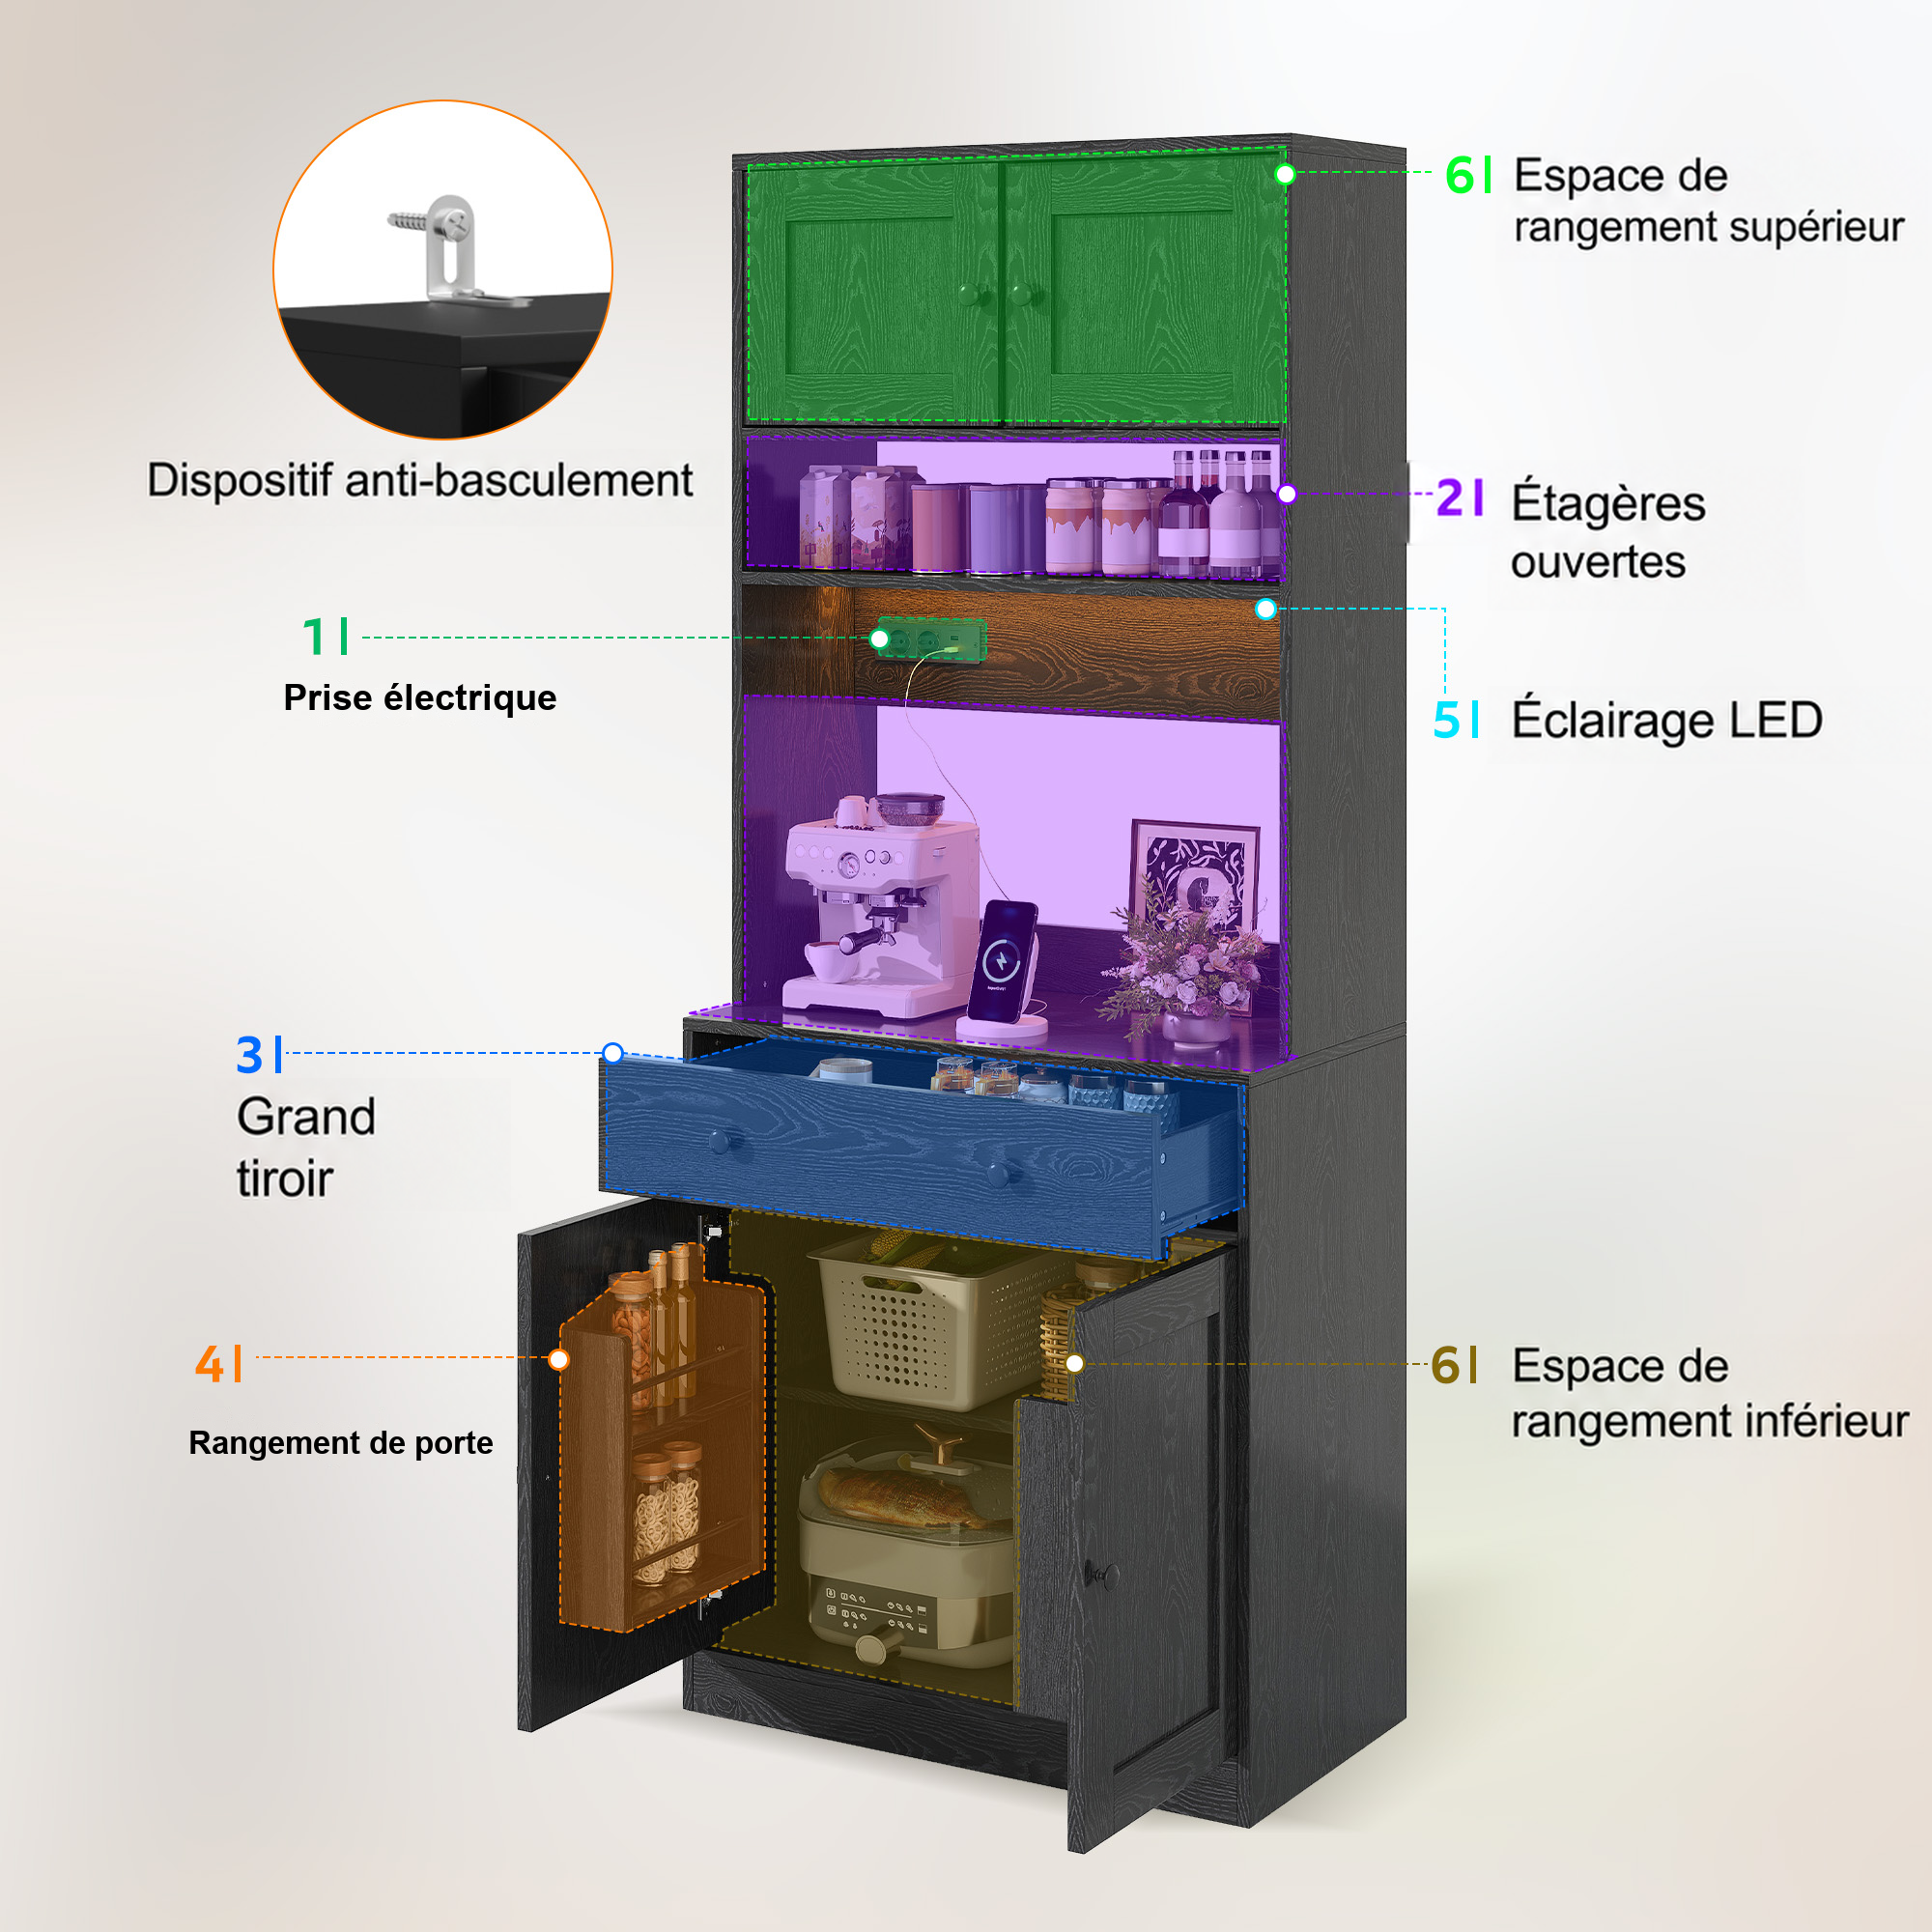 6| Espace de
rangement supérieur
Dispositif anti-basculement
2| Étagères
ouvertes
1|
Prise électrique
5| Éclairage LED
3|
Grand
tiroir
4|
Rangement de porte
6| Espace de
rangement inférieur